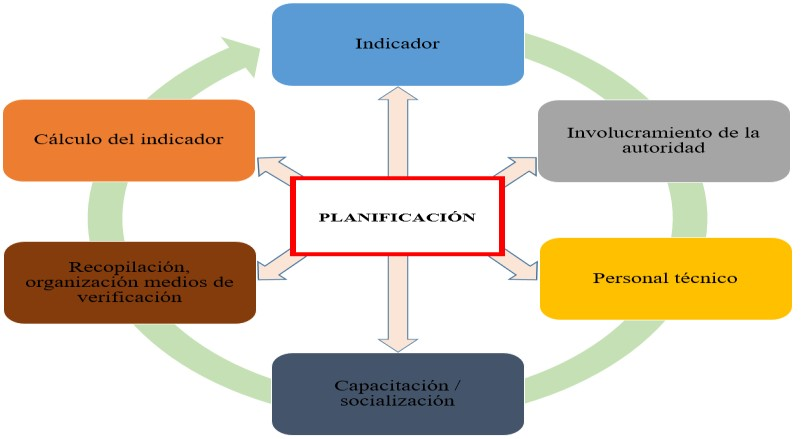 Indicador
Involucramiento de la
autoridad
Personal técnico
Capacitación /
socialización
Recopilación,
organización medios de
verificación
Cálculo del indicador
PLANIFICACIÓN